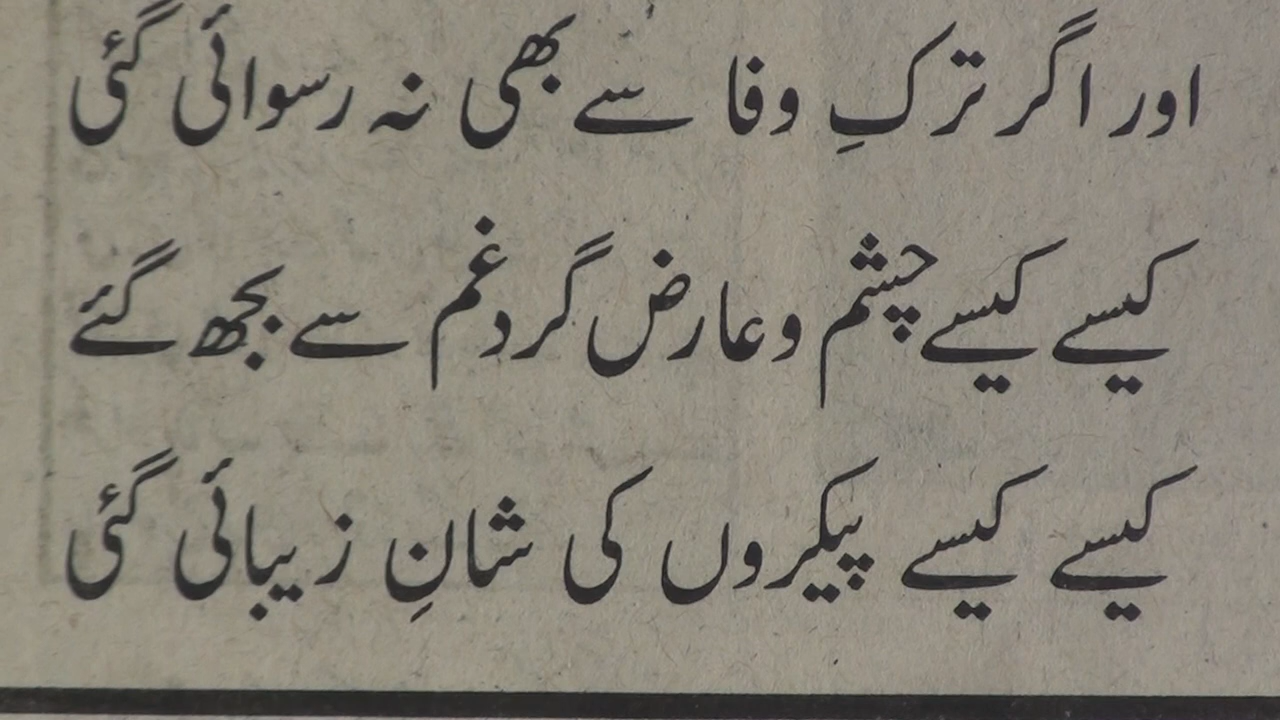 اور اگر ترکِ وفا سے بھی نہ رسوائی گئی
کیسے کیسے چشم و عارض گرد غم سے بجھ گئے
کیسے کیسے پیکروں کی شانِ زیبائی گئی